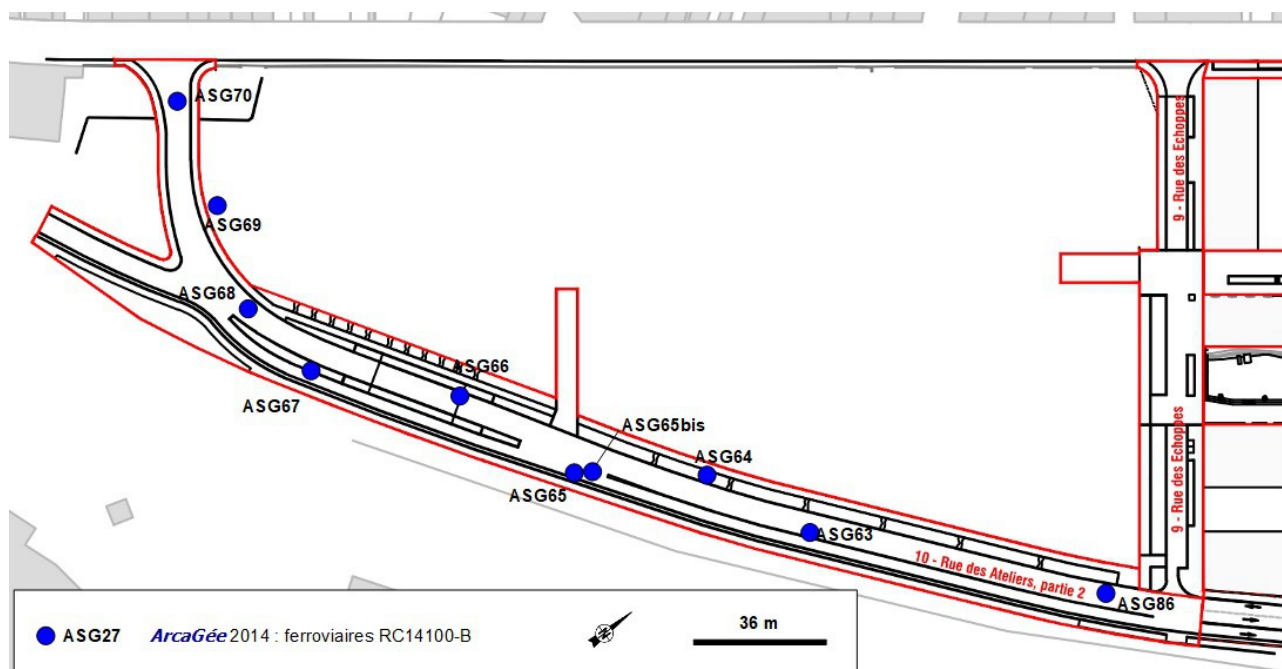 ASG70
ASG69
ASG68
ASG67
ASG66
ASG65bis
ASG65
ASG64
ASG63
ASG86
9 - Rue des Echoppes
9 - Rue des Echoppes
10 - Rue des Ateliers, partie 2
ASG27 ArcaGée 2014 : ferroviaires RC14100-B
36 m